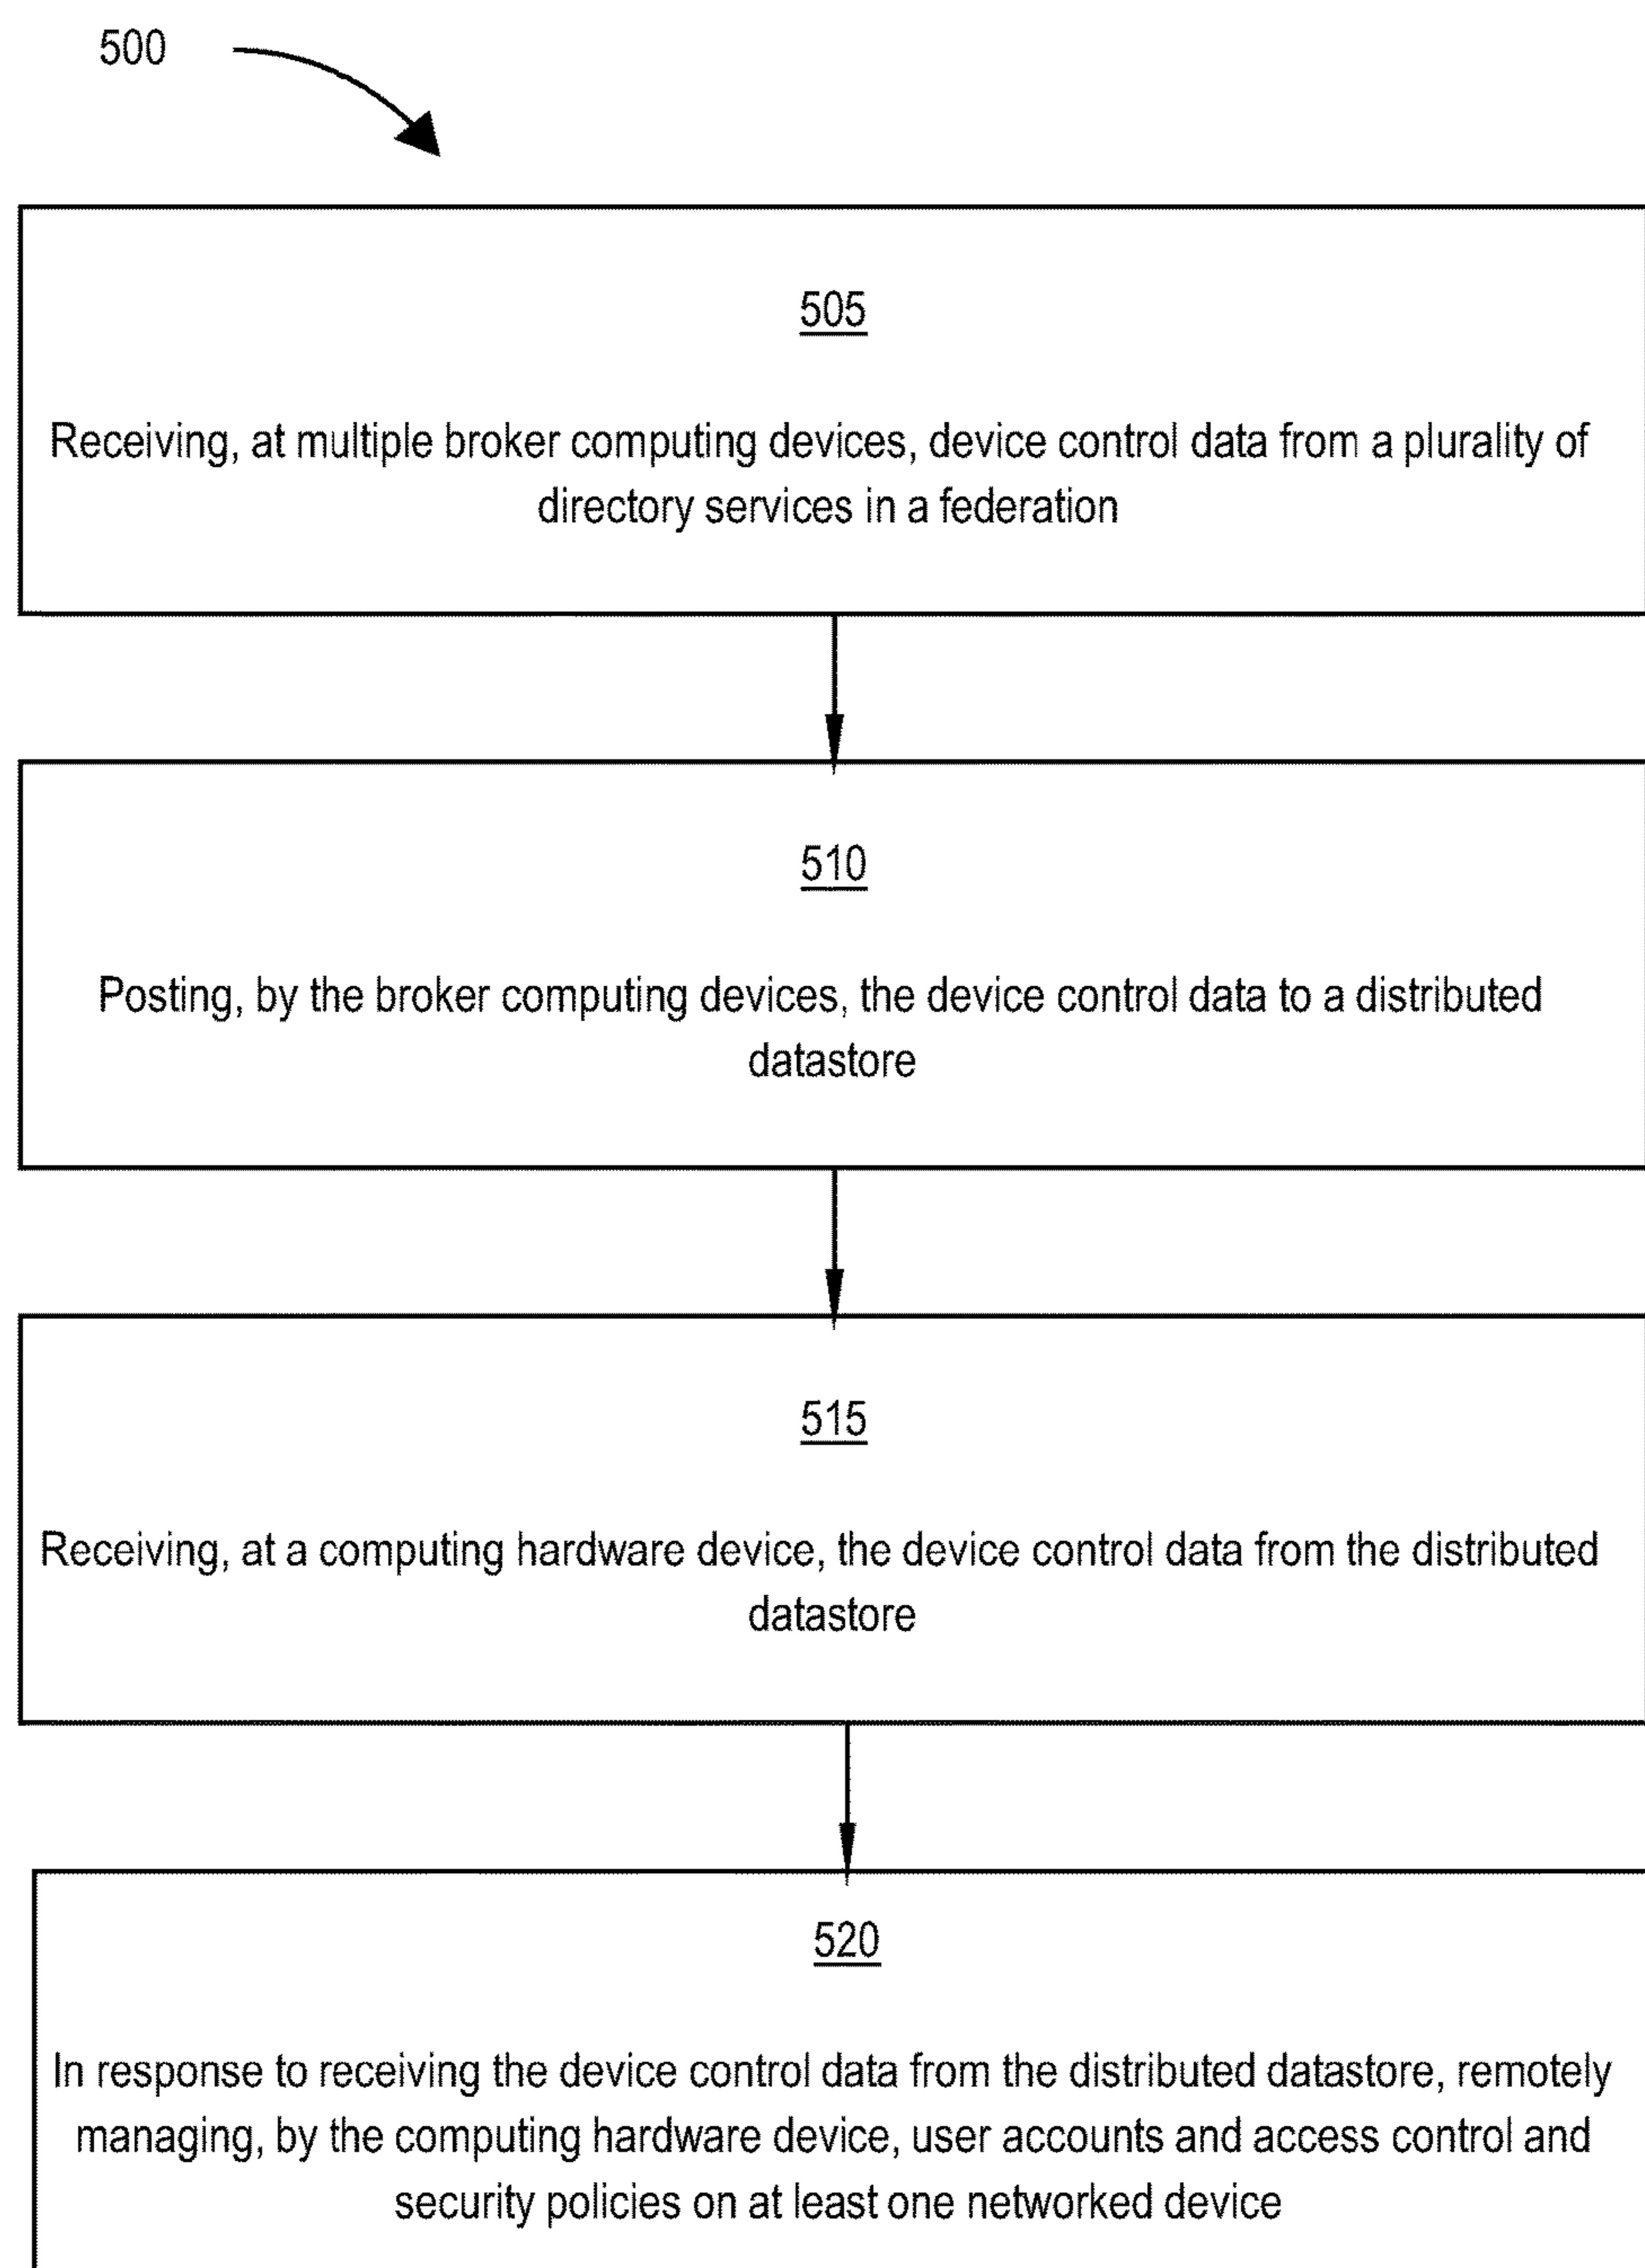 500
505
Receiving, at multiple broker computing devices, device control data from a plurality of
directory services in a federation
510
Posting, by the broker computing devices, the device control data to a distributed
datastore
515
Receiving, at a computing hardware device, the device control data from the distributed
datastore
520
In response to receiving the device control data from the distributed datastore, remotely
managing, by the computing hardware device, user accounts and access control and
security policies on at least one networked device